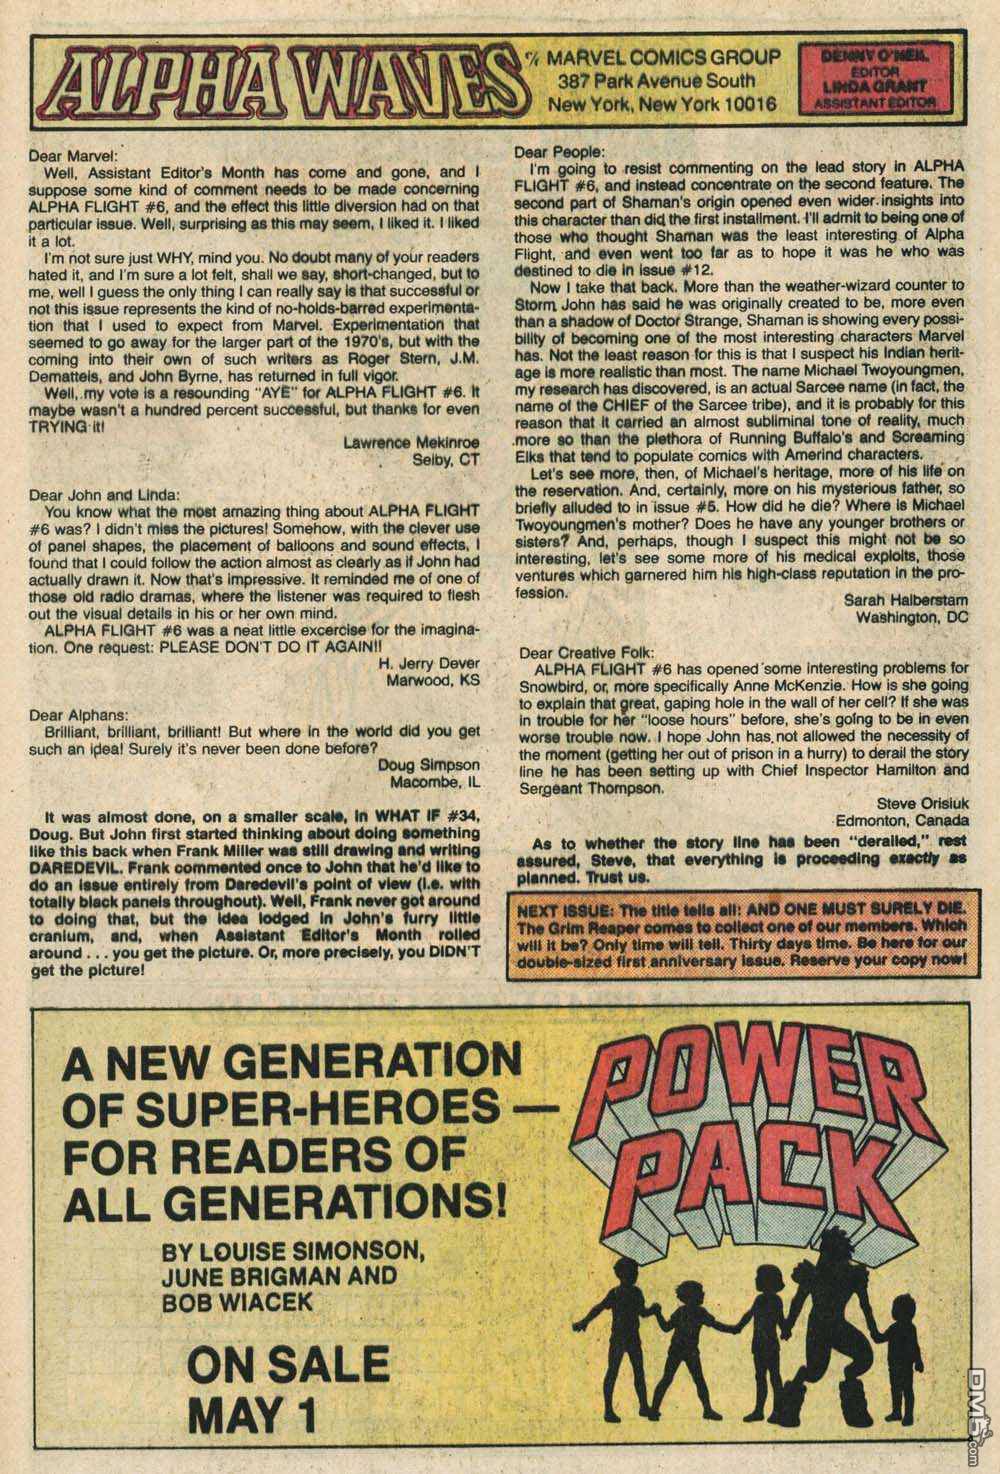 ALPHA WAVES
% MARVEL COMICS GROUP
387 Park Avenue South
New York, New York 10016
DENNY O'NEIL
EDITOR
LINDA GRANT
ASSISTANT EDITOR
Dear Marvel:
Well, Assistant Editor's Month has come and gone, and I
suppose some kind of comment needs to be made concerning
ALPHA FLIGHT #6, and the effect this little diversion had on that
particular issue. Well, surprising as this may seem, I liked it. I liked
it a lot.
I'm not sure just WHY, mind you. No doubt many of your readers
hated it, and I'm sure a lot felt, shall we say, short-changed, but to
me, well I guess the only thing I can really say is that successful or
not this issue represents the kind of no-holds-barred experimenta-
tion that I used to expect from Marvel. Experimentation that
seemed to go away for the larger part of the 1970's, but with the
coming into their own of such writers as Roger Stern, J.M.
Demattels, and John Byrne, has returned in full vigor.
Well, my vote is a resounding "AYE" for ALPHA FLIGHT #6. It
maybe wasn't a hundred percent successful, but thanks for even
TRYING it!
Lawrence Mekinroe
Selby, CT
Dear John and Linda:
You know what the most amazing thing about ALPHA FLIGHT
#6 was? I didn't miss the pictures! Somehow, with the clever use
of panel shapes, the placement of balloons and sound effects, I
found that I could follow the action almost as clearly as if John had
actually drawn it. Now that's impressive. It reminded me of one of
those old radio dramas, where the listener was required to flesh
out the visual details in his or her own mind.
ALPHA FLIGHT #6 was a neat little excercise for the imagina-
tion. One request: PLEASE DON'T DO IT AGAIN!!
H. Jerry Dever
Marwood, KS
Dear Alphans:
Brilliant, brilliant, brilliant! But where in the world did you get
such an idea! Surely it's never been done before?
Doug Simpson
Macombe, IL
It was almost done, on a smaller scale, in WHAT IF #34,
Doug. But John first started thinking about doing something
like this back when Frank Miller was still drawing and writing
DAREDEVIL. Frank commented once to John that he'd like to
do an issue entirely from Daredevil's point of view (i.e. with
totally black panels throughout). Well, Frank never got around
to doing that, but the idea lodged in John's furry little
cranium, and, when Assistant Editor's Month rolled
around . . . you get the picture. Or, more precisely, you DIDN'T
get the picture!
Dear People:
I'm going to resist commenting on the lead story in ALPHA
FLIGHT #6, and instead concentrate on the second feature. The
second part of Shaman's origin opened even wider insights into
this character than did the first installment. I'll admit to being one of
those who thought Shaman was the least interesting of Alpha
Flight, and even went too far as to hope it was he who was
destined to die in issue #12.
Now I take that back. More than the weather-wizard counter to
Storm John has said he was originally created to be, more even
than a shadow of Doctor Strange, Shaman is showing every possi-
bility of becoming one of the most interesting characters Marvel
has. Not the least reason for this is that I suspect his Indian herit-
age is more realistic than most. The name Michael Twoyoungmen,
my research has discovered, is an actual Sarcee name (in fact, the
name of the CHIEF of the Sarcee tribe), and it is probably for this
reason that it carried an almost subliminal tone of reality, much
more so than the plethora of Running Buffalo's and Screaming
Elks that tend to populate comics with Amerind characters.
Let's see more, then, of Michael's heritage, more of his life on
the reservation. And, certainly, more on his mysterious father, so
briefly alluded to in issue #5. How did he die? Where is Michael
Twoyoungmen's mother? Does he have any younger brothers or
sisters? And, perhaps, though I suspect this might not be so
interesting, let's see some more of his medical exploits, those
ventures which garnered him his high-class reputation in the pro-
fession.
Sarah Halberstam
Washington, DC
Dear Creative Folk:
ALPHA FLIGHT #6 has opened some interesting problems for
Snowbird, or, more specifically Anne McKenzie. How is she going
to explain that great, gaping hole in the wall of her cell? If she was
in trouble for her "loose hours" before, she's going to be in even
worse trouble now. I hope John has not allowed the necessity of
the moment (getting her out of prison in a hurry) to derail the story
line he has been setting up with Chief Inspector Hamilton and
Sergeant Thompson.
Steve Orisiuk
Edmonton, Canada
As to whether the story line has been "derailed," rest
assured, Steve, that everything is proceeding exactly as
planned. Trust us.
NEXT ISSUE: The title tells all: AND ONE MUST SURELY DIE.
The Grim Reaper comes to collect one of our members. Which
will it be? Only time will tell. Thirty days time. Be here for our
double-sized first anniversary issue. Reserve your copy now!
A NEW GENERATION
OF SUPER-HEROES —
FOR READERS OF
ALL GENERATIONS!
BY LOUISE SIMONSON,
JUNE BRIGMAN AND
BOB WIACEK
ON SALE
MAY 1
POWER
PACK
DMS.com